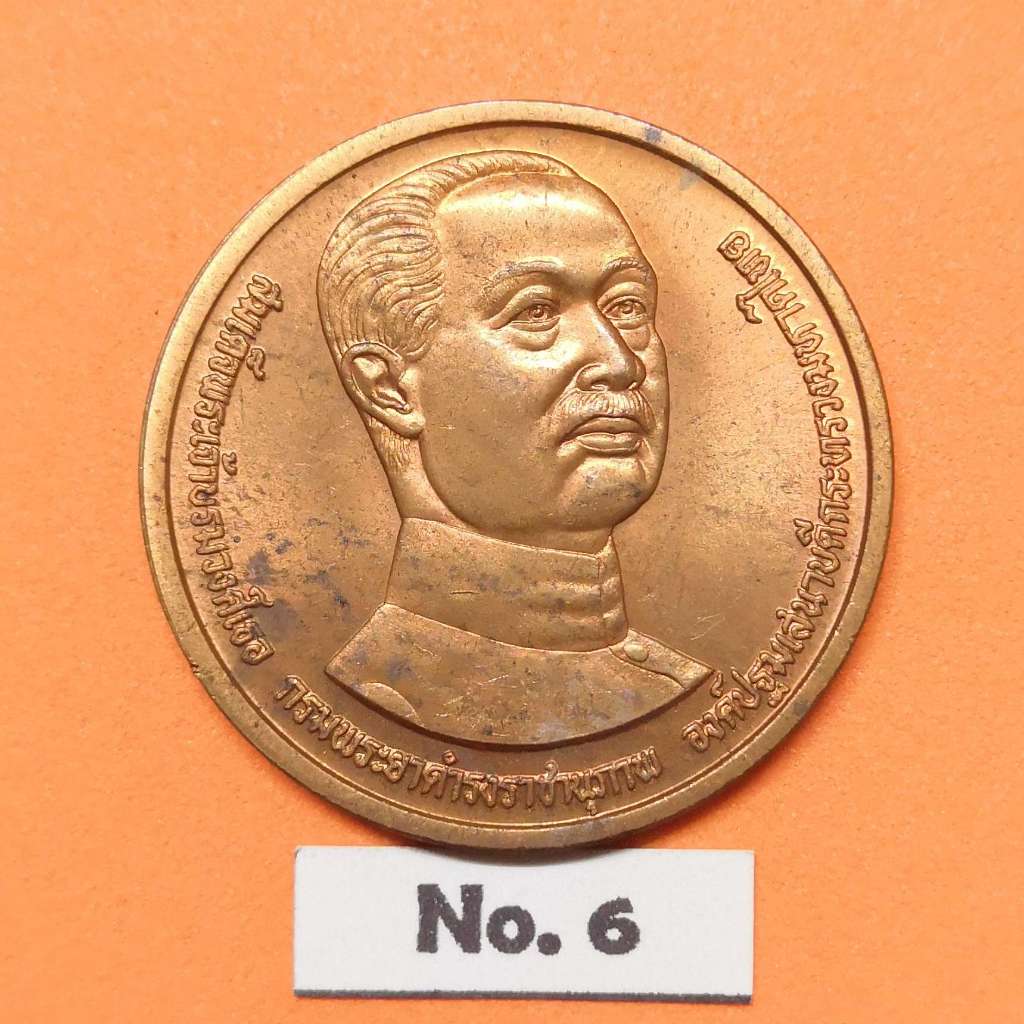 สมเด็จพระเจ้าบรมวงศ์เธอ กรมพระยาดำรงราชานุภาพ องค์ปฐมเสนาบดีกระทรวงมหาดไทย
No. 6